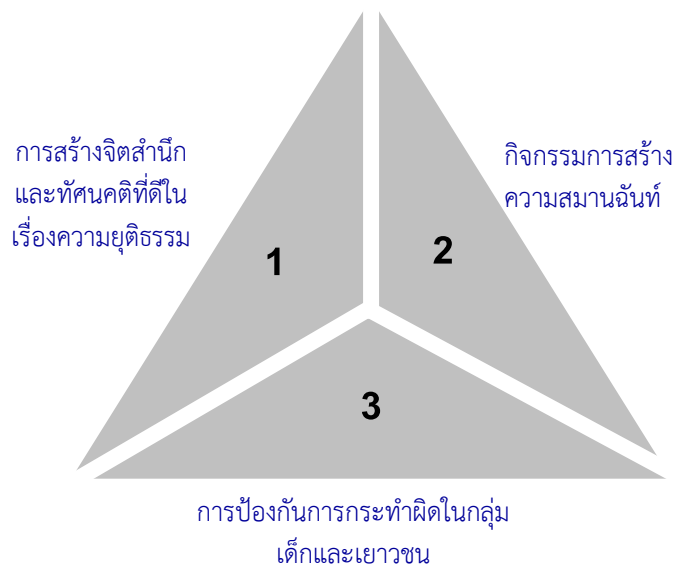 การสร้างจิตสำนึก
และทัศนคติที่ดีใน
เรื่องความยุติธรรม
1
กิจกรรมการสร้าง
ความสมานฉันท์
2
3
การป้องกันการกระทำผิดในกลุ่ม
เด็กและเยาวชน